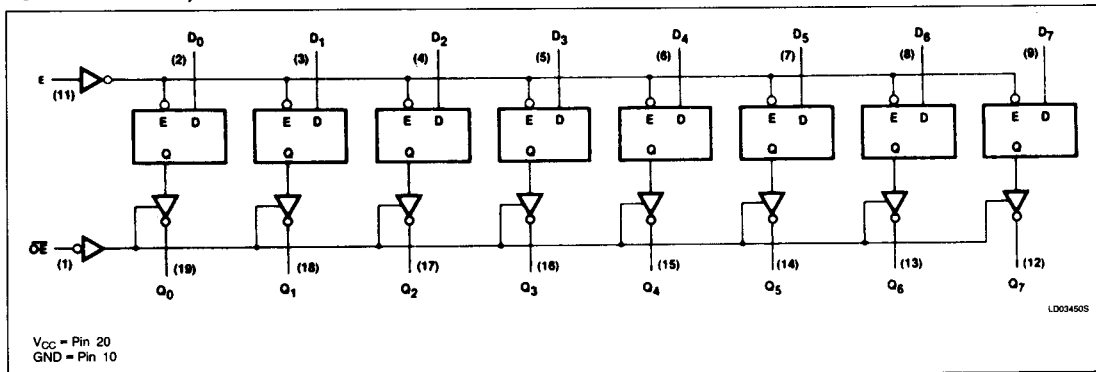 D0 D1 D2 D3 D4 D5 D6 D7
(2) (3) (4) (5) (6) (7) (8) (9)
E
(11)
E D E D E D E D E D E D E D E D
Q Q Q Q Q Q Q Q
OE
(1) (19) (18) (17) (16) (15) (14) (13) (12)
Q0 Q1 Q2 Q3 Q4 Q5 Q6 Q7
LD03450S
VCC = Pin 20
GND = Pin 10